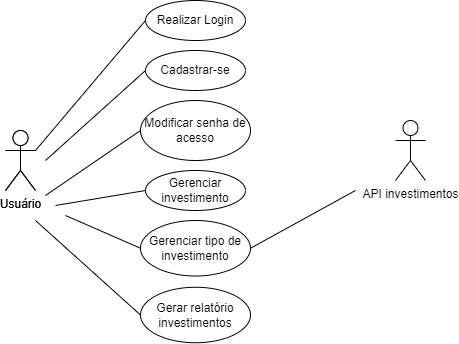 Realizar Login
Cadastrar-se
Modificar senha de
acesso
Gerenciar
investimento
Usuário
API investimentos
Gerenciar tipo de
investimento
Gerar relatório
investimentos